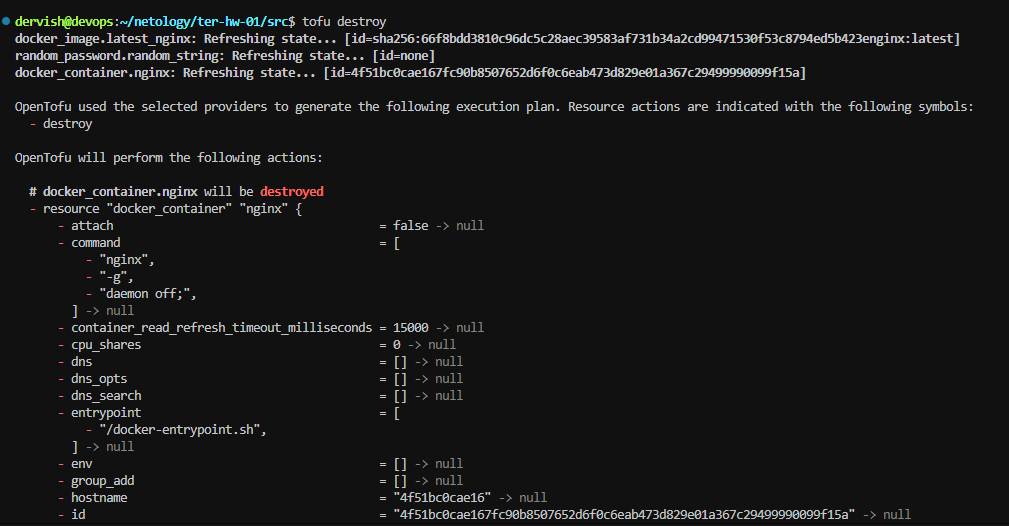 dervish@devops:~/netology/ter-hw-01/src$ tofu destroy
docker_image.latest_nginx: Refreshing state... [id=sha256:66f8bdd3810c96dc5c28aec39583af731b34a2cd99471530f53c8794ed5b423enginx:latest]
random_password.random_string: Refreshing state... [id=none]
docker_container.nginx: Refreshing state... [id=4f51bc0cae167fc90b8507652d6f0c6eab473d829e01a367c29499990099f15a]
OpenTofu used the selected providers to generate the following execution plan. Resource actions are indicated with the following symbols:
- destroy
OpenTofu will perform the following actions:
# docker_container.nginx will be destroyed
- resource "docker_container" "nginx" {
- attach = false -> null
- command = [
- "nginx",
- "-g",
- "daemon off;",
] -> null
- container_read_refresh_timeout_milliseconds = 15000 -> null
- cpu_shares = 0 -> null
- dns = [] -> null
- dns_opts = [] -> null
- dns_search = [] -> null
- entrypoint = [
- "/docker-entrypoint.sh",
] -> null
- env = [] -> null
- group_add = [] -> null
- hostname = "4f51bc0cae16" -> null
- id = "4f51bc0cae167fc90b8507652d6f0c6eab473d829e01a367c29499990099f15a" -> null